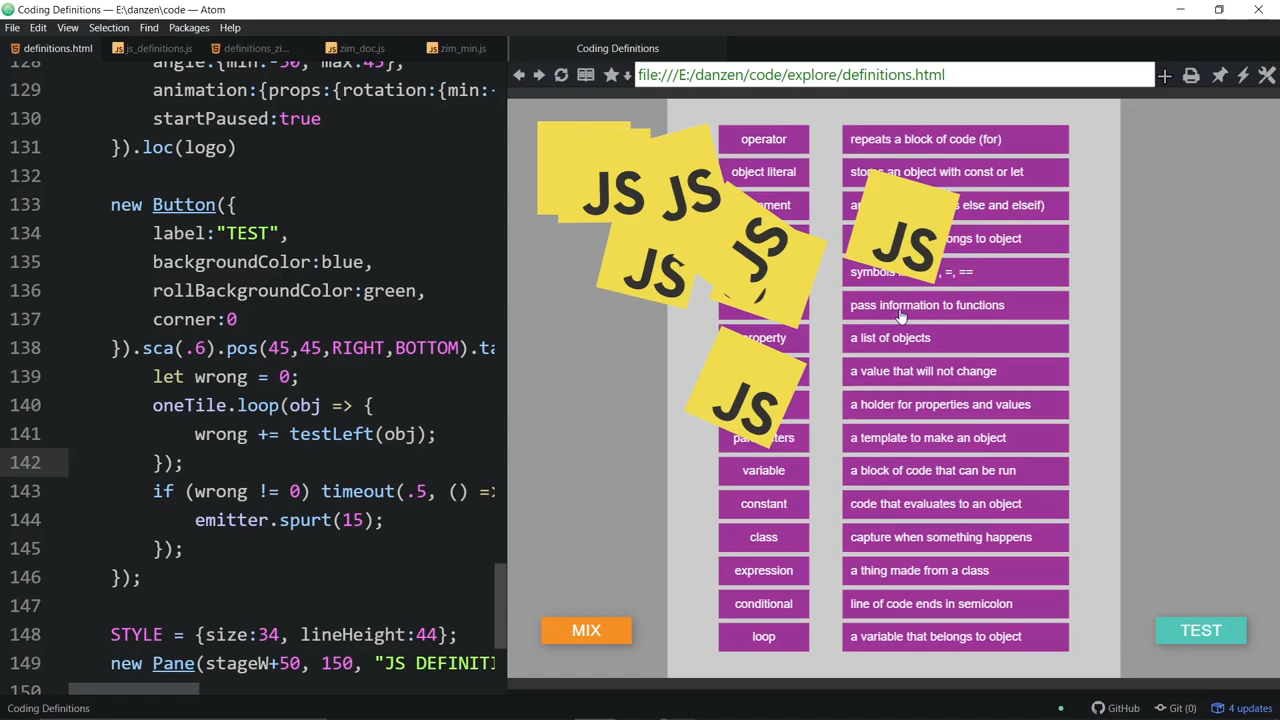 Coding Definitions — E:\danzen\code — Atom
File Edit View Selection Find Packages Help
definitions.html
js_definitions.js
definitions_zi...
zim_doc.js
zim_min.js
Coding Definitions
file:///E:/danzen/code/explore/definitions.html
128 angle:{min:-30, max:45},
129 animation:{props:{rotation:{min:-
130 startPaused:true
131 }).loc(logo)
132
133 new Button({
134 label:"TEST",
135 backgroundColor:blue,
136 rollBackgroundColor:green,
137 corner:0
138 }).sca(.6).pos(45,45,RIGHT,BOTTOM).ta
139 let wrong = 0;
140 oneTile.loop(obj => {
141 wrong += testLeft(obj);
142 });
143 if (wrong != 0) timeout(.5, () =>
144 emitter.spurt(15);
145 });
146 });
147
148 STYLE = {size:34, lineHeight:44};
149 new Pane(stageW+50, 150, "JS DEFINITI
150
operator
object literal
property
variable
constant
class
expression
conditional
loop
repeats a block of code (for)
an object with const or let
else and elseif)
to object
symbols , =, ==
pass information to functions
a list of objects
a value that will not change
a holder for properties and values
a template to make an object
a block of code that can be run
code that evaluates to an object
capture when something happens
a thing made from a class
line of code ends in semicolon
a variable that belongs to object
JS
JS
JS
JS
JS
JS
MIX
TEST
Coding Definitions
GitHub
Git (0)
4 updates